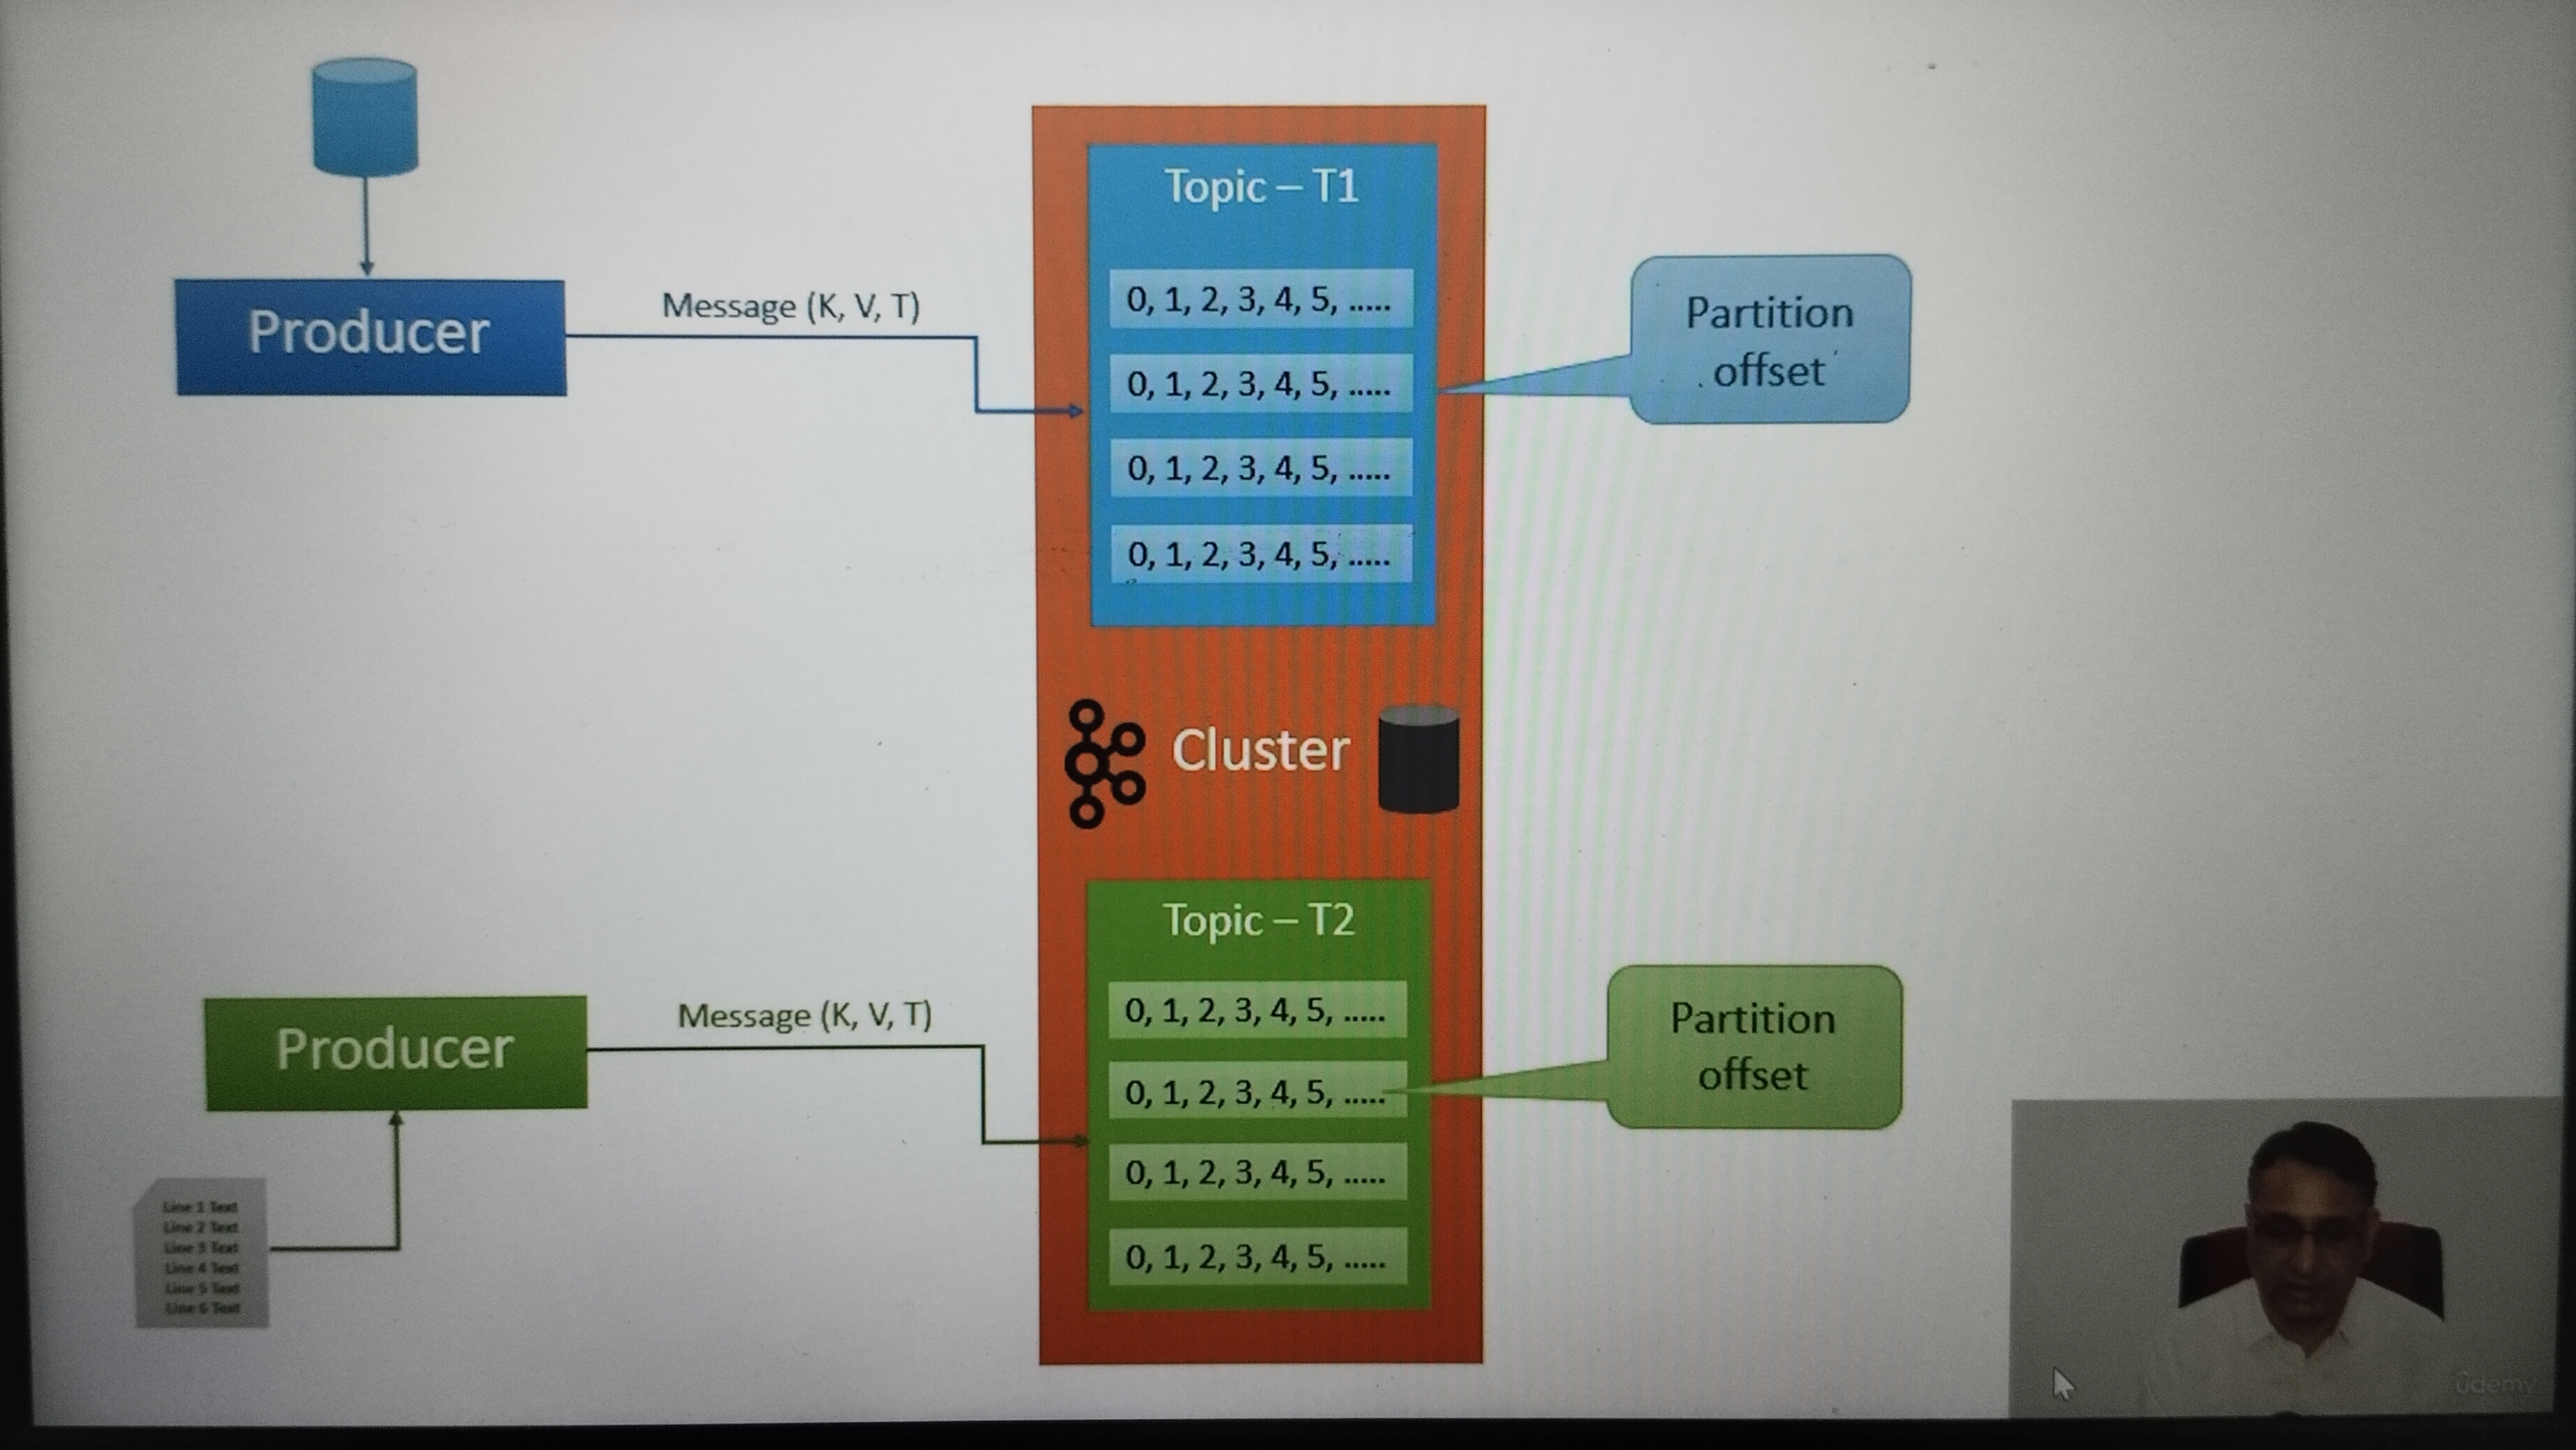 Topic – T1
Producer
Message (K, V, T)
0, 1, 2, 3, 4, 5, .....
0, 1, 2, 3, 4, 5, .....
0, 1, 2, 3, 4, 5, .....
0, 1, 2, 3, 4, 5, .....
Partition
offset
Cluster
Topic – T2
Producer
Message (K, V, T)
0, 1, 2, 3, 4, 5, .....
0, 1, 2, 3, 4, 5, .....
0, 1, 2, 3, 4, 5, .....
0, 1, 2, 3, 4, 5, .....
Partition
offset
Line 1 Text
Line 2 Text
Line 3 Text
Line 4 Text
Line 5 Text
Line 6 Text
ûdemy